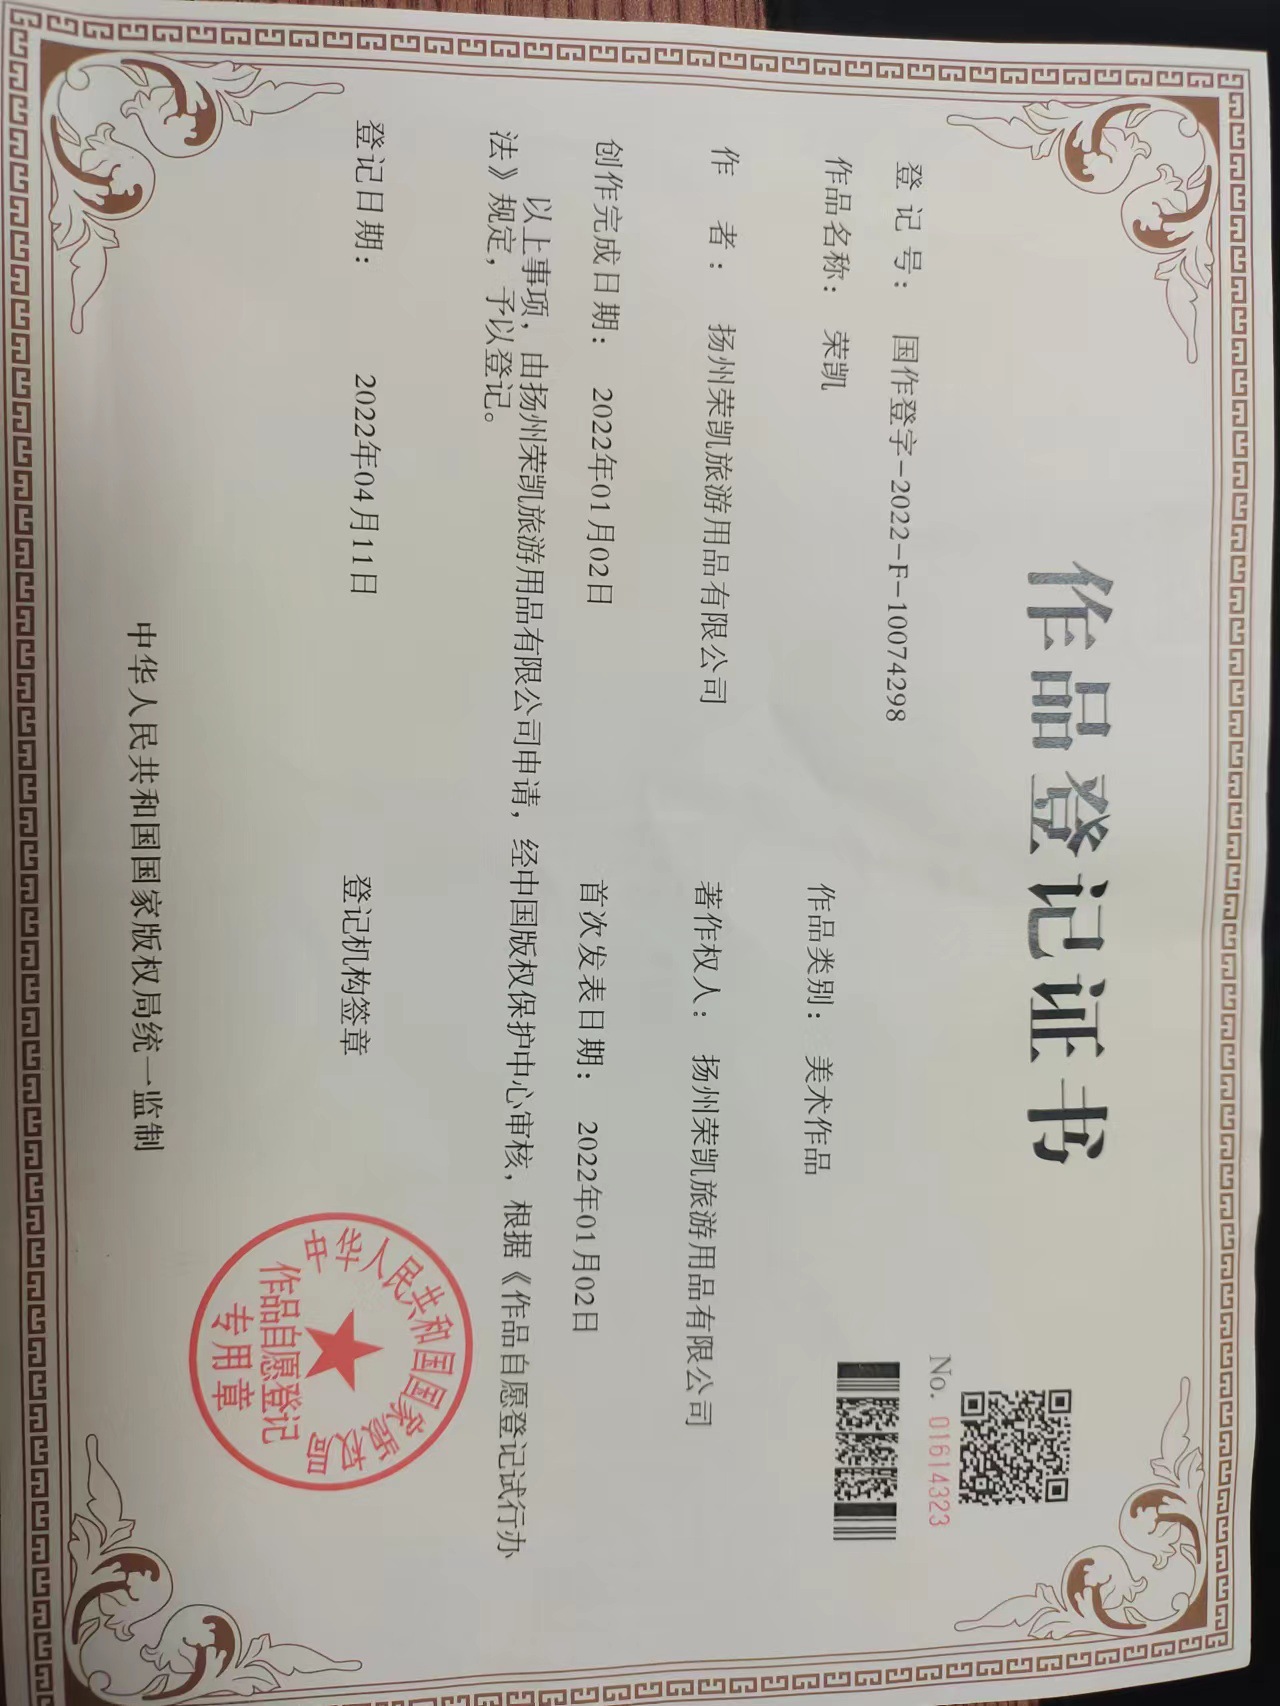 作品登记证书
No. 01614323
登 记 号： 国作登字-2022-F-10074298
作品名称： 荣凯
作品类别： 美术作品
作 者： 扬州荣凯旅游用品有限公司
著作权人： 扬州荣凯旅游用品有限公司
创作完成日期： 2022年01月02日
首次发表日期： 2022年01月02日
以上事项，由扬州荣凯旅游用品有限公司申请，经中国版权保护中心审核，根据《作品自愿登记试行办
法》规定，予以登记。
登记日期： 2022年04月11日
登记机构签章
中华人民共和国国家版权局
作品自愿登记
专用章
中华人民共和国国家版权局统一监制